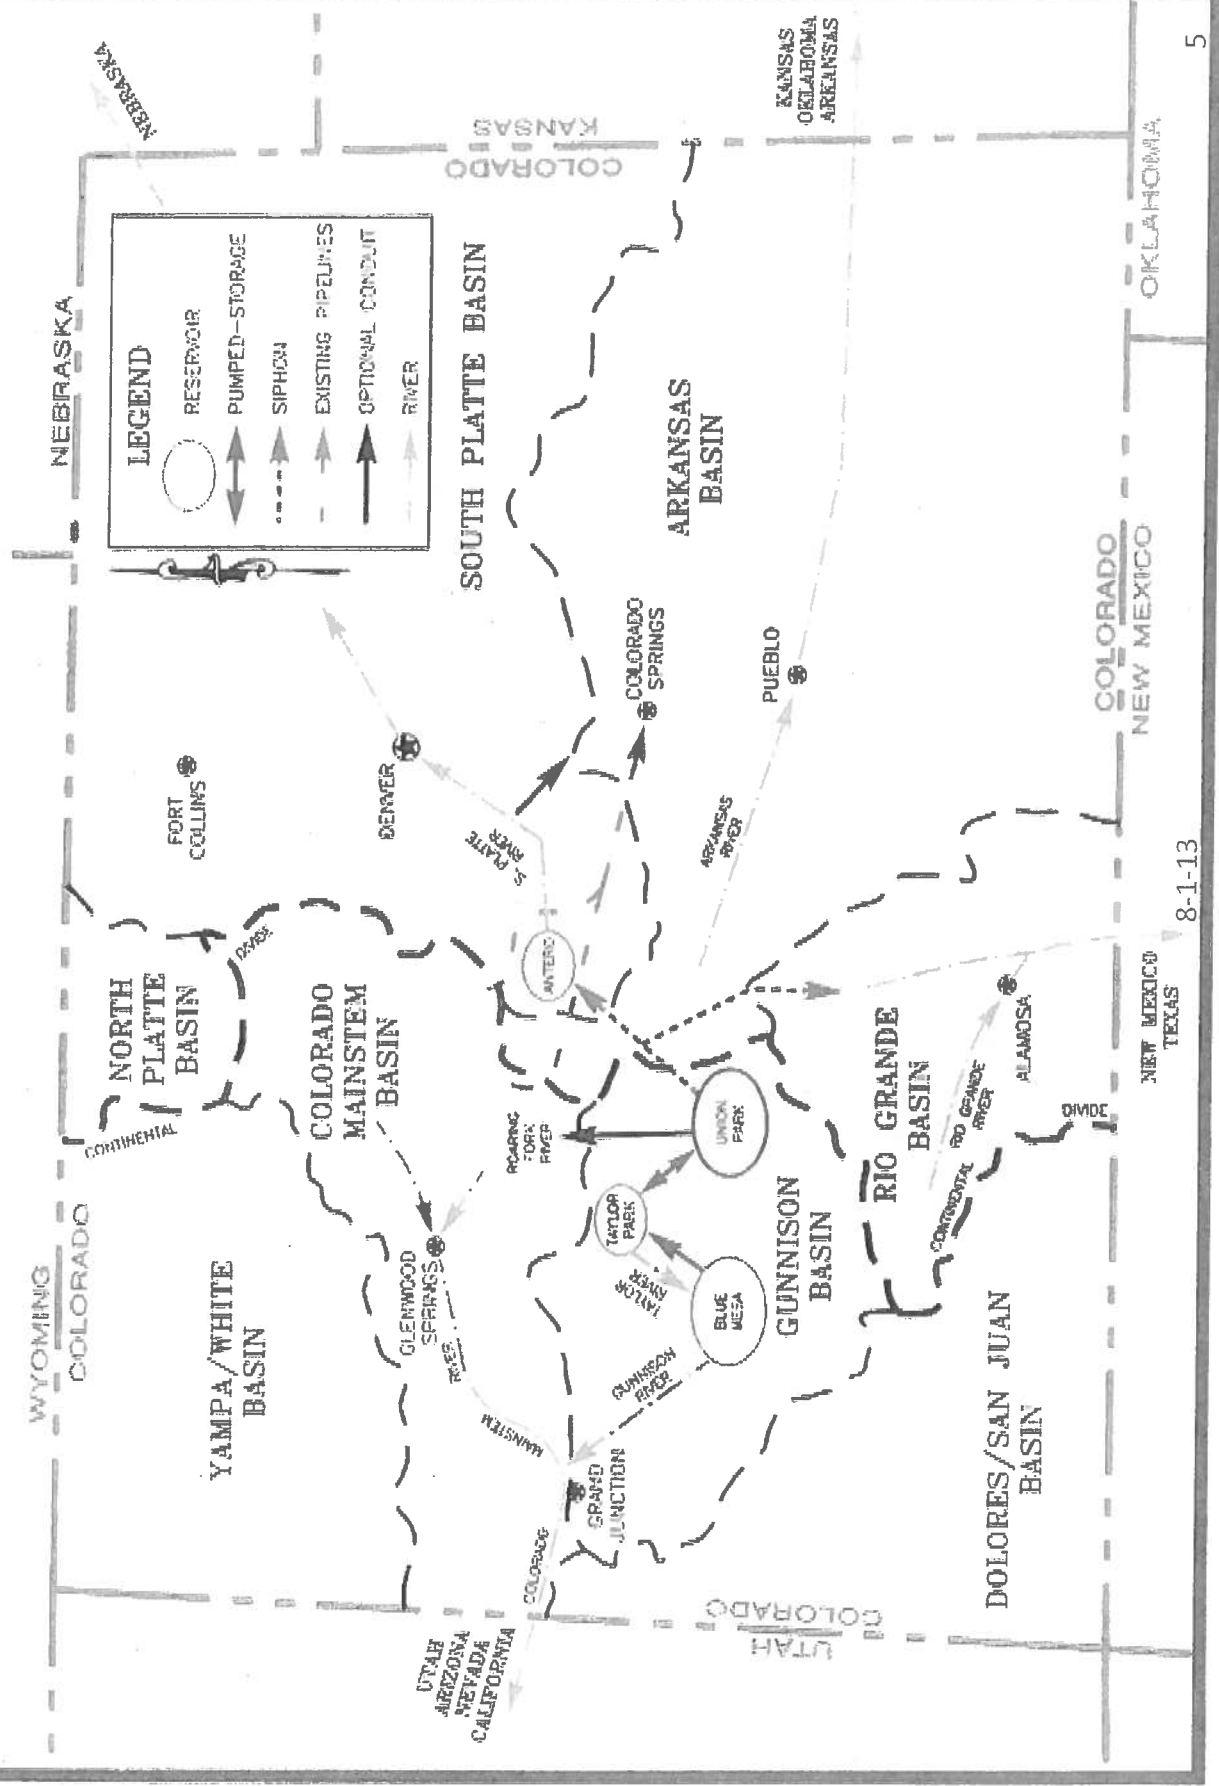 WYOMING
COLORADO
NEBRASKA
NEBRASKA
CONTINENTAL
DIVIDE
NORTH
PLATTE
BASIN
FORT
COLLINS
LEGEND
RESERVOIR
PUMPED-STORAGE
SIPHON
EXISTING PIPELINES
OPTIONAL CONDUIT
RIVER
YAMPA/WHITE
BASIN
COLORADO
MAINSTEM
BASIN
DENVER
SOUTH PLATTE BASIN
COLORADO
KANSAS
GLENWOOD
SPRINGS
RIVER
MAINSTEM
COLORADO
UTAH
ARIZONA
NEVADA
CALIFORNIA
GRAND
JUNCTION
ROARING
FORK
RIVER
S. PLATTE
RIVER
ANTERO
TAYLOR
PARK
TAYLOR
RIVER
UNION
PARK
BLUE
MESA
GUNNISON
RIVER
GUNNISON
BASIN
COLORADO
SPRINGS
ARKANSAS
BASIN
ARKANSAS
RIVER
PUEBLO
KANSAS
OKLAHOMA
ARKANSAS
UTAH
COLORADO
DOLORES/SAN JUAN
BASIN
RIO GRANDE
BASIN
CONTINENTAL
RIO GRANDE
RIVER
ALAMOSA
DIVIDE
COLORADO
NEW MEXICO
OKLAHOMA
NEW MEXICO
TEXAS
8-1-13
5